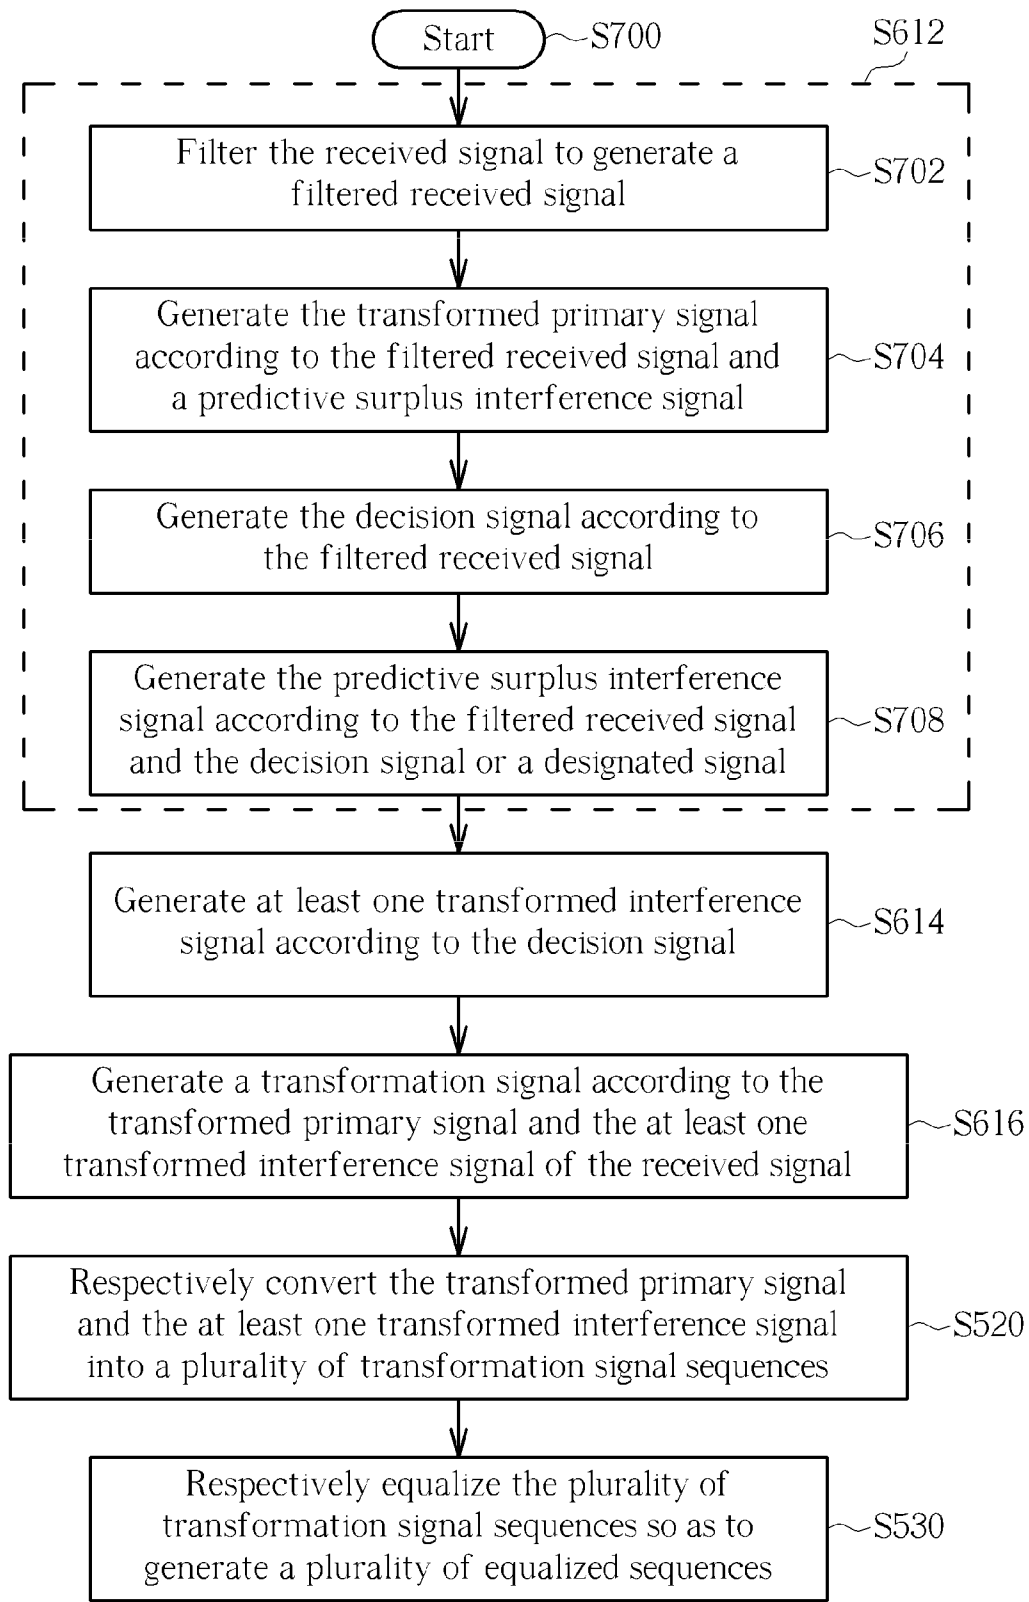 Start
S700
S612
Filter the received signal to generate a
filtered received signal
S702
Generate the transformed primary signal
according to the filtered received signal and
a predictive surplus interference signal
S704
Generate the decision signal according to
the filtered received signal
S706
Generate the predictive surplus interference
signal according to the filtered received signal
and the decision signal or a designated signal
S708
Generate at least one transformed interference
signal according to the decision signal
S614
Generate a transformation signal according to the
transformed primary signal and the at least one
transformed interference signal of the received signal
S616
Respectively convert the transformed primary signal
and the at least one transformed interference signal
into a plurality of transformation signal sequences
S520
Respectively equalize the plurality of
transformation signal sequences so as to
generate a plurality of equalized sequences
S530